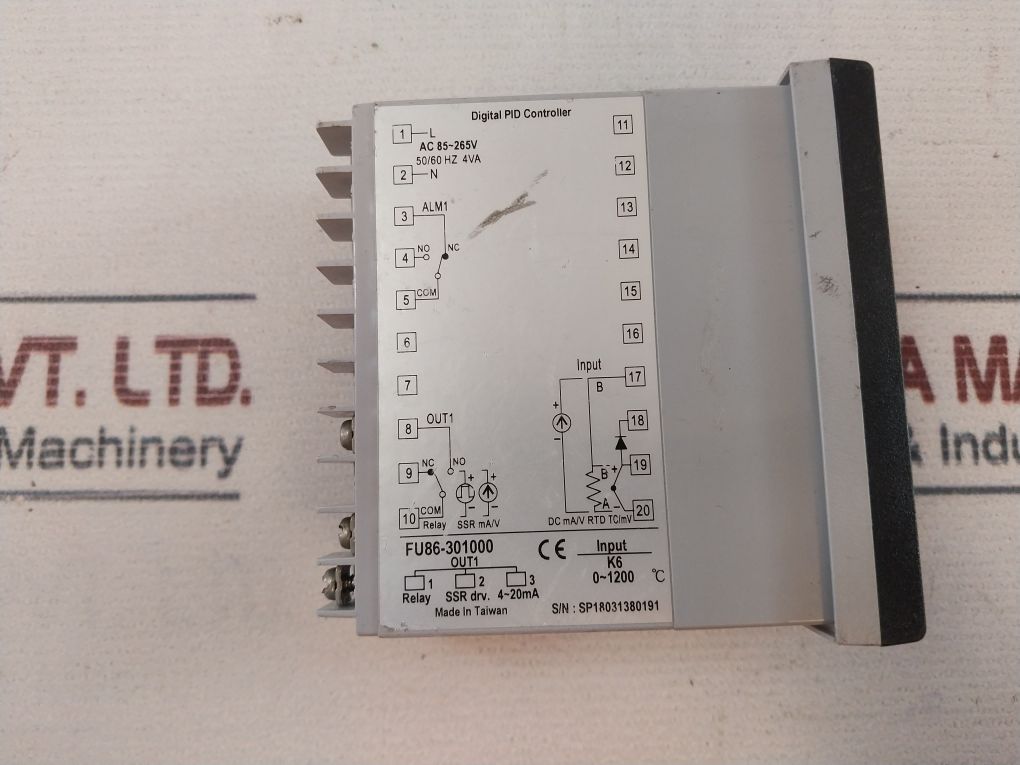 Digital PID Controller
1 L
AC 85~265V
50/60 HZ 4VA
2 N
3 ALM1
4 NO NC
5 COM
6
7
8 OUT1
9 NC NO
10 COM
Relay SSR mA/V
+ + 
− −
11
12
13
14
15
16
Input
17
B
18
19
B +
20
A −
+
−
DC mA/V RTD TC/mV
FU86-301000
CE
Input
K6
0~1200 °C
OUT1
1 2 3
Relay SSR drv. 4~20mA
Made In Taiwan
S/N : SP18031380191
VT. LTD.
Machinery
A MA
& Indu